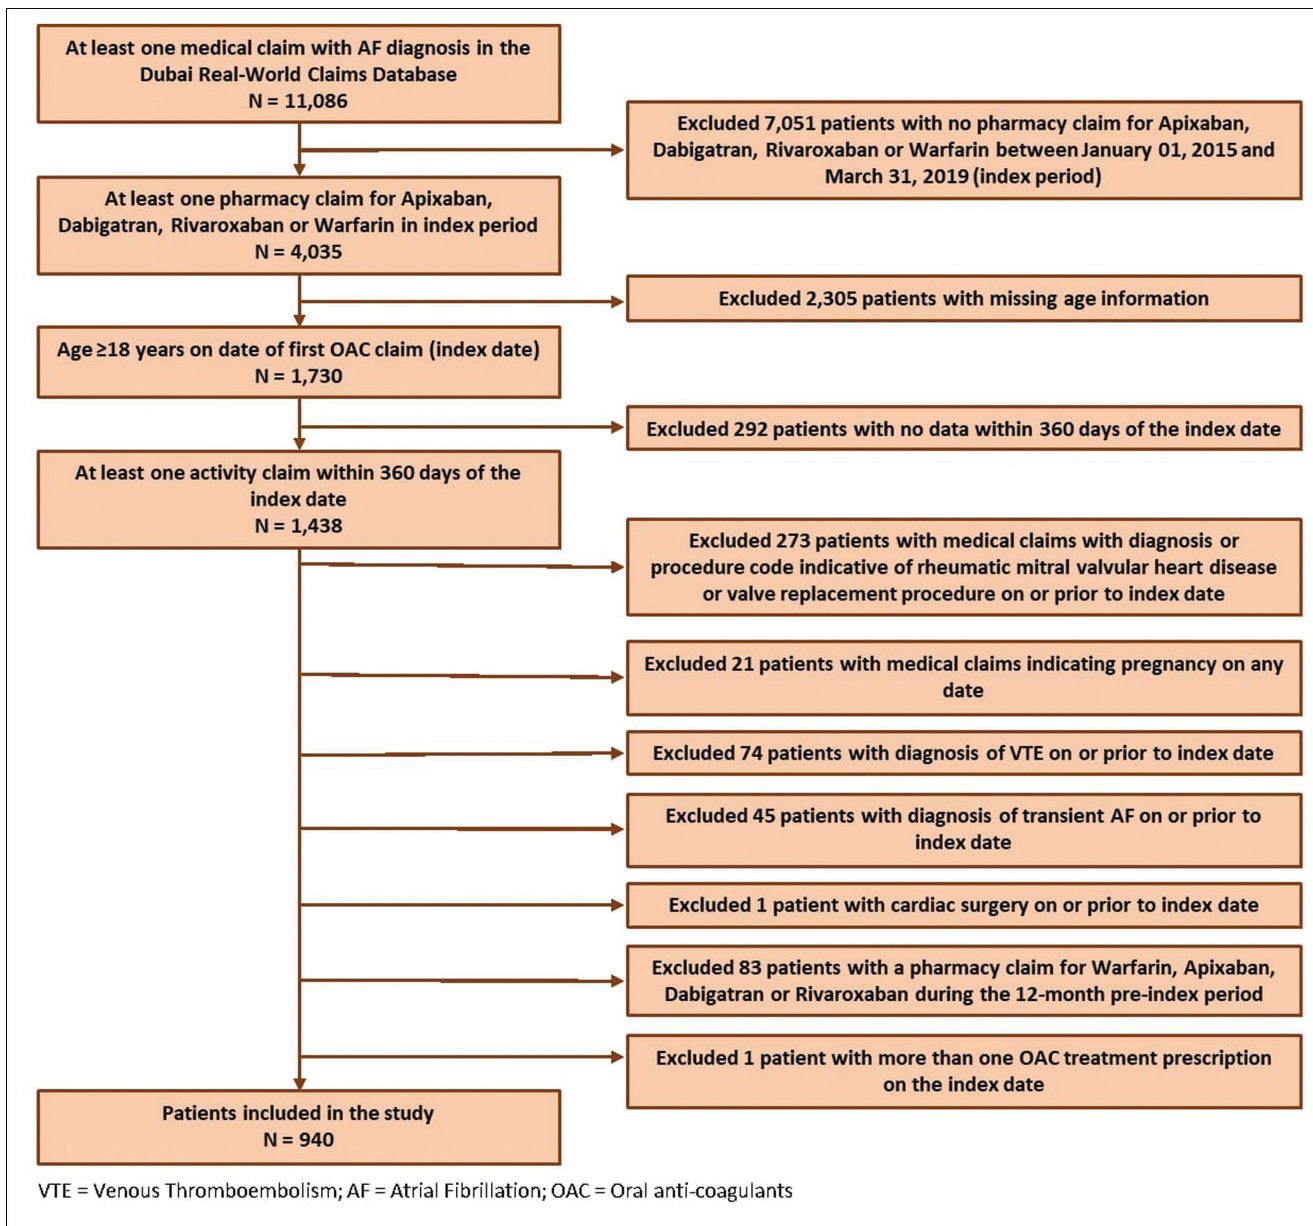 At least one medical claim with AF diagnosis in the
Dubai Real-World Claims Database
N = 11,086
Excluded 7,051 patients with no pharmacy claim for Apixaban,
Dabigatran, Rivaroxaban or Warfarin between January 01, 2015 and
March 31, 2019 (index period)
At least one pharmacy claim for Apixaban,
Dabigatran, Rivaroxaban or Warfarin in index period
N = 4,035
Excluded 2,305 patients with missing age information
Age ≥18 years on date of first OAC claim (index date)
N = 1,730
Excluded 292 patients with no data within 360 days of the index date
At least one activity claim within 360 days of the
index date
N = 1,438
Excluded 273 patients with medical claims with diagnosis or
procedure code indicative of rheumatic mitral valvular heart disease
or valve replacement procedure on or prior to index date
Excluded 21 patients with medical claims indicating pregnancy on any
date
Excluded 74 patients with diagnosis of VTE on or prior to index date
Excluded 45 patients with diagnosis of transient AF on or prior to
index date
Excluded 1 patient with cardiac surgery on or prior to index date
Excluded 83 patients with a pharmacy claim for Warfarin, Apixaban,
Dabigatran or Rivaroxaban during the 12-month pre-index period
Excluded 1 patient with more than one OAC treatment prescription
on the index date
Patients included in the study
N = 940
VTE = Venous Thromboembolism; AF = Atrial Fibrillation; OAC = Oral anti-coagulants